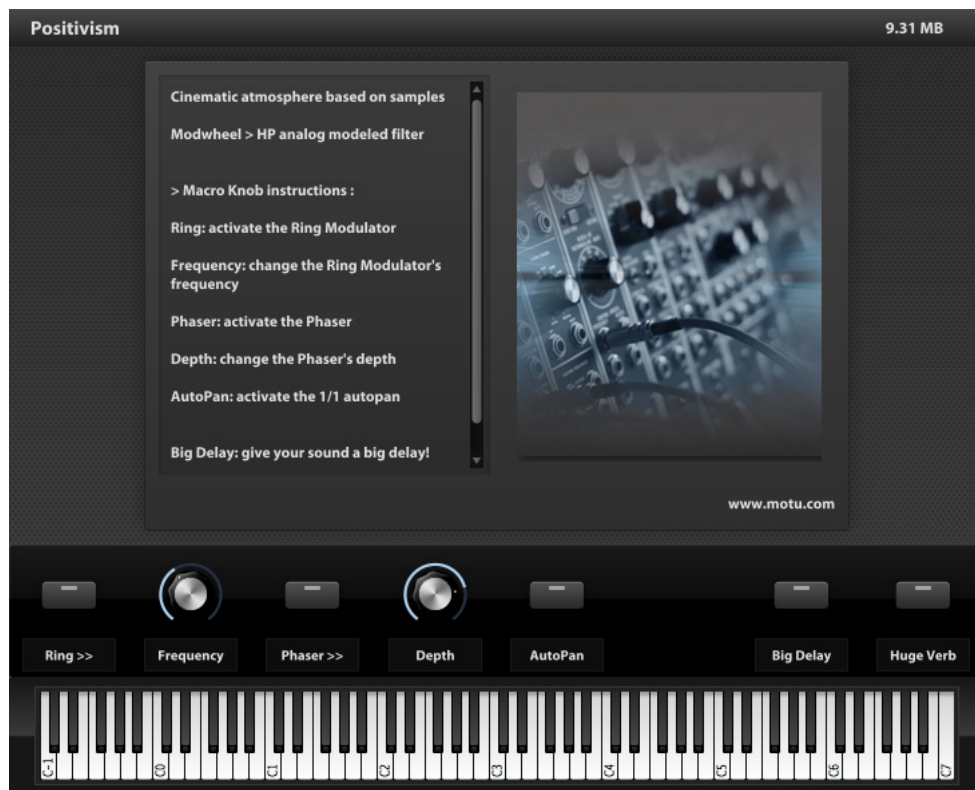 Positivism
9.31 MB
Cinematic atmosphere based on samples
Modwheel > HP analog modeled filter
> Macro Knob instructions :
Ring: activate the Ring Modulator
Frequency: change the Ring Modulator's
frequency
Phaser: activate the Phaser
Depth: change the Phaser's depth
AutoPan: activate the 1/1 autopan
Big Delay: give your sound a big delay!
www.motu.com
Ring >>
Frequency
Phaser >>
Depth
AutoPan
Big Delay
Huge Verb
C-1
C0
C1
C2
C3
C4
C5
C6
C7